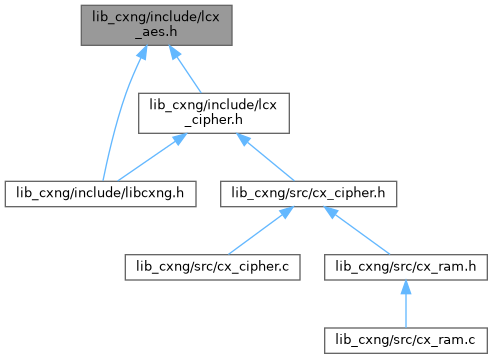 lib_cxng/include/lcx
_aes.h
lib_cxng/include/lcx
_cipher.h
lib_cxng/include/libcxng.h
lib_cxng/src/cx_cipher.h
lib_cxng/src/cx_cipher.c
lib_cxng/src/cx_ram.h
lib_cxng/src/cx_ram.c